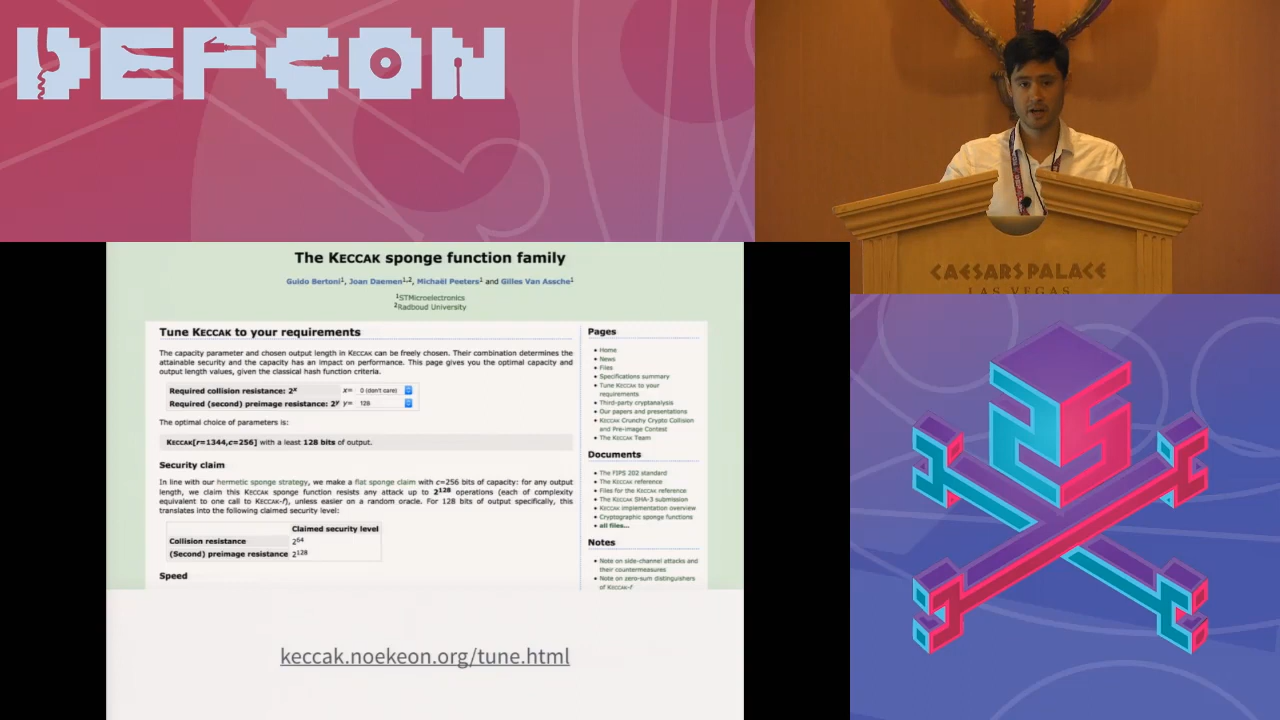 DEFCON
CAESARS PALACE
LAS VEGAS
The KECCAK sponge function family
Guido Bertoni1, Joan Daemen1,2, Michaël Peeters1 and Gilles Van Assche1
1STMicroelectronics
2Radboud University
Tune KECCAK to your requirements
The capacity parameter and chosen output length in KECCAK can be freely chosen. Their combination determines the
attainable security and the capacity has an impact on performance. This page gives you the optimal capacity and
output length values, given the classical hash function criteria.
Required collision resistance: 2^x x= 0 (don't care)
Required (second) preimage resistance: 2^y y= 128
The optimal choice of parameters is:
KECCAK[r=1344,c=256] with a least 128 bits of output.
Security claim
In line with our hermetic sponge strategy, we make a flat sponge claim with c=256 bits of capacity: for any output
length, we claim this KECCAK sponge function resists any attack up to 2^128 operations (each of complexity
equivalent to one call to KECCAK-f), unless easier on a random oracle. For 128 bits of output specifically, this
translates into the following claimed security level:
Claimed security level
Collision resistance 2^64
(Second) preimage resistance 2^128
Speed
Pages
• Home
• News
• Files
• Specifications summary
• Tune KECCAK to your
requirements
• Third-party cryptanalysis
• Our papers and presentations
• KECCAK Crunchy Crypto Collision
and Pre-image Contest
• The KECCAK Team
Documents
• The FIPS 202 standard
• The KECCAK reference
• Files for the KECCAK reference
• The KECCAK SHA-3 submission
• KECCAK implementation overview
• Cryptographic sponge functions
• all files...
Notes
• Note on side-channel attacks and
their countermeasures
• Note on zero-sum distinguishers
of KECCAK-f
keccak.noekeon.org/tune.html